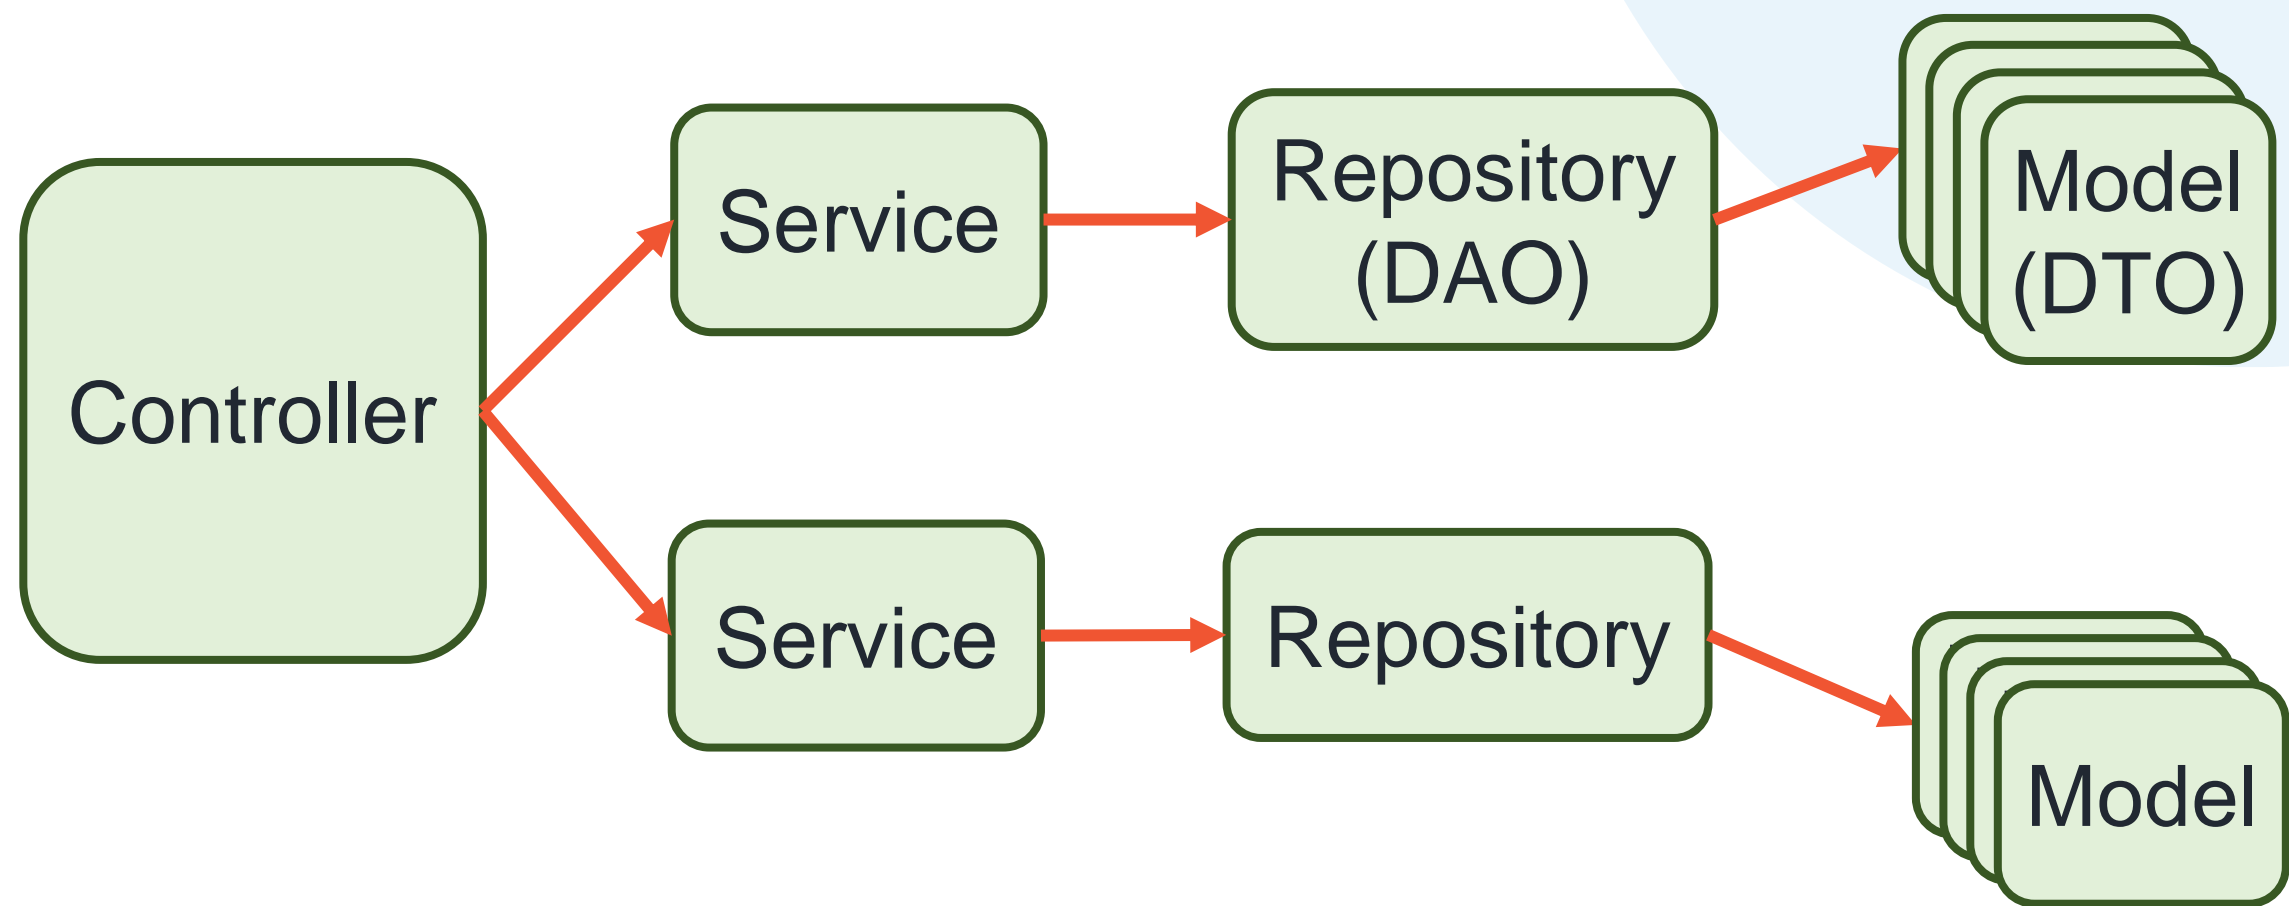 Controller
Service
Repository
(DAO)
Model
(DTO)
Service
Repository
Model